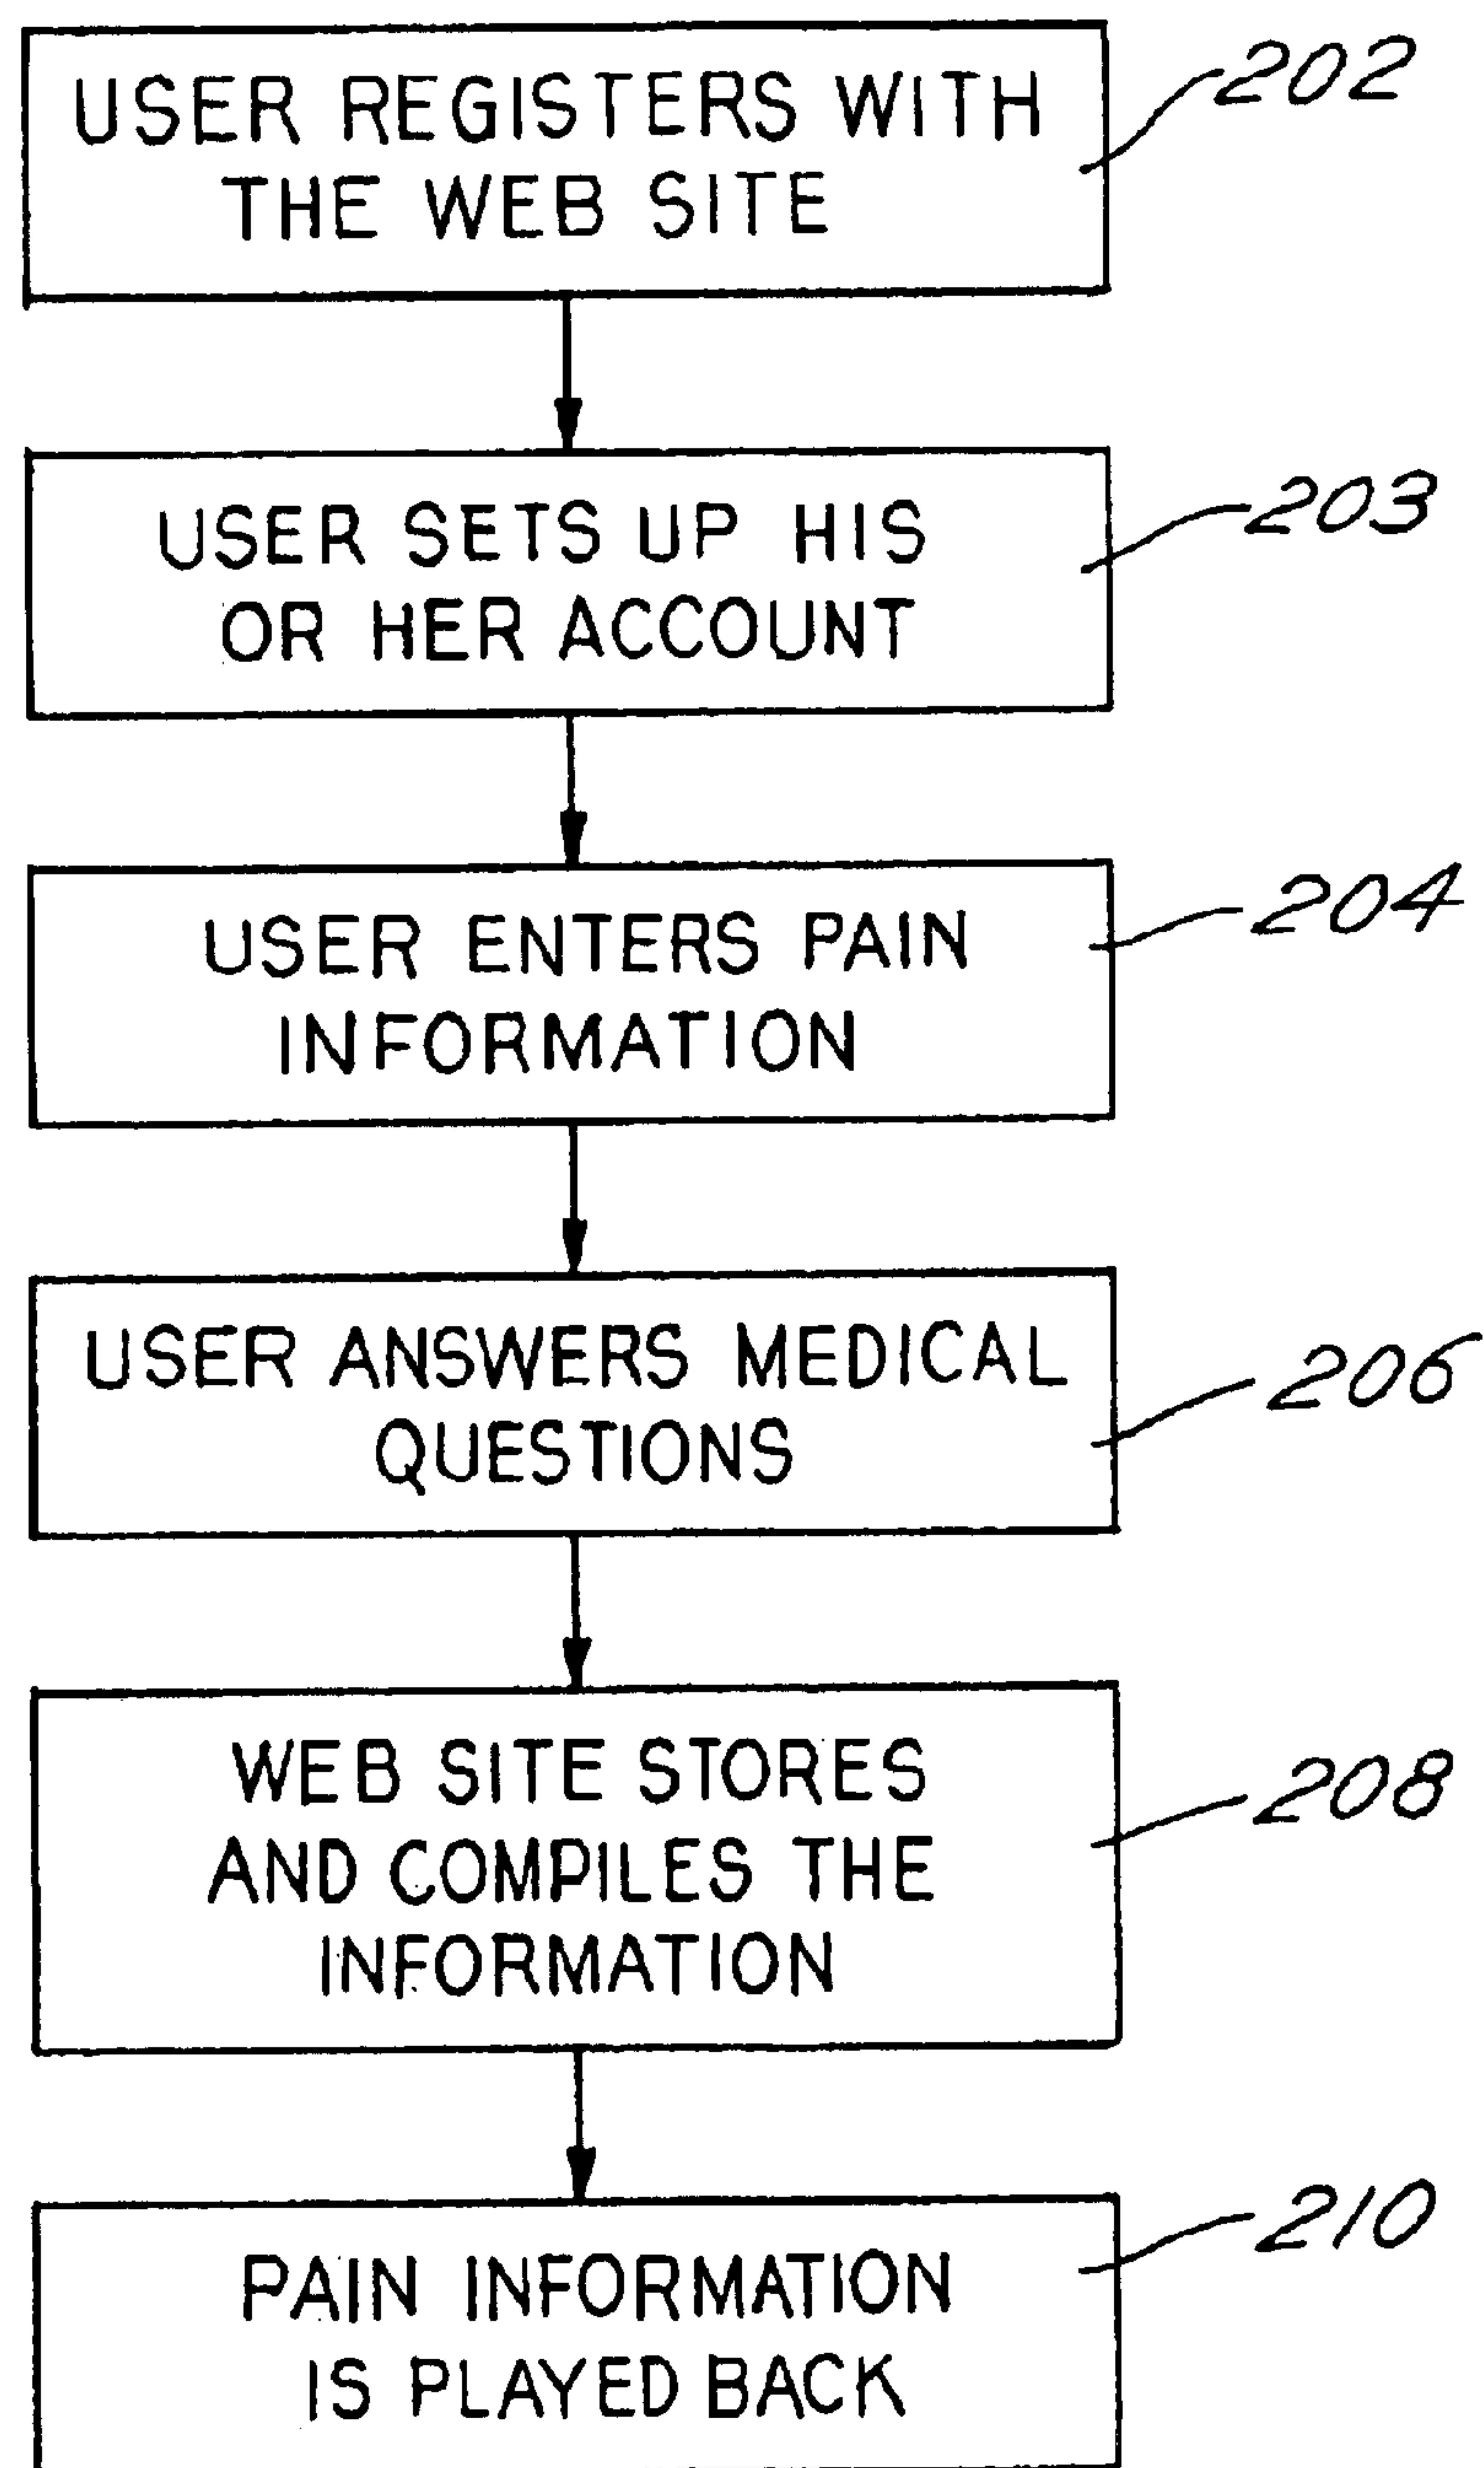 USER REGISTERS WITH
THE WEB SITE
202
USER SETS UP HIS
OR HER ACCOUNT
203
USER ENTERS PAIN
INFORMATION
204
USER ANSWERS MEDICAL
QUESTIONS
206
WEB SITE STORES
AND COMPILES THE
INFORMATION
208
PAIN INFORMATION
IS PLAYED BACK
210